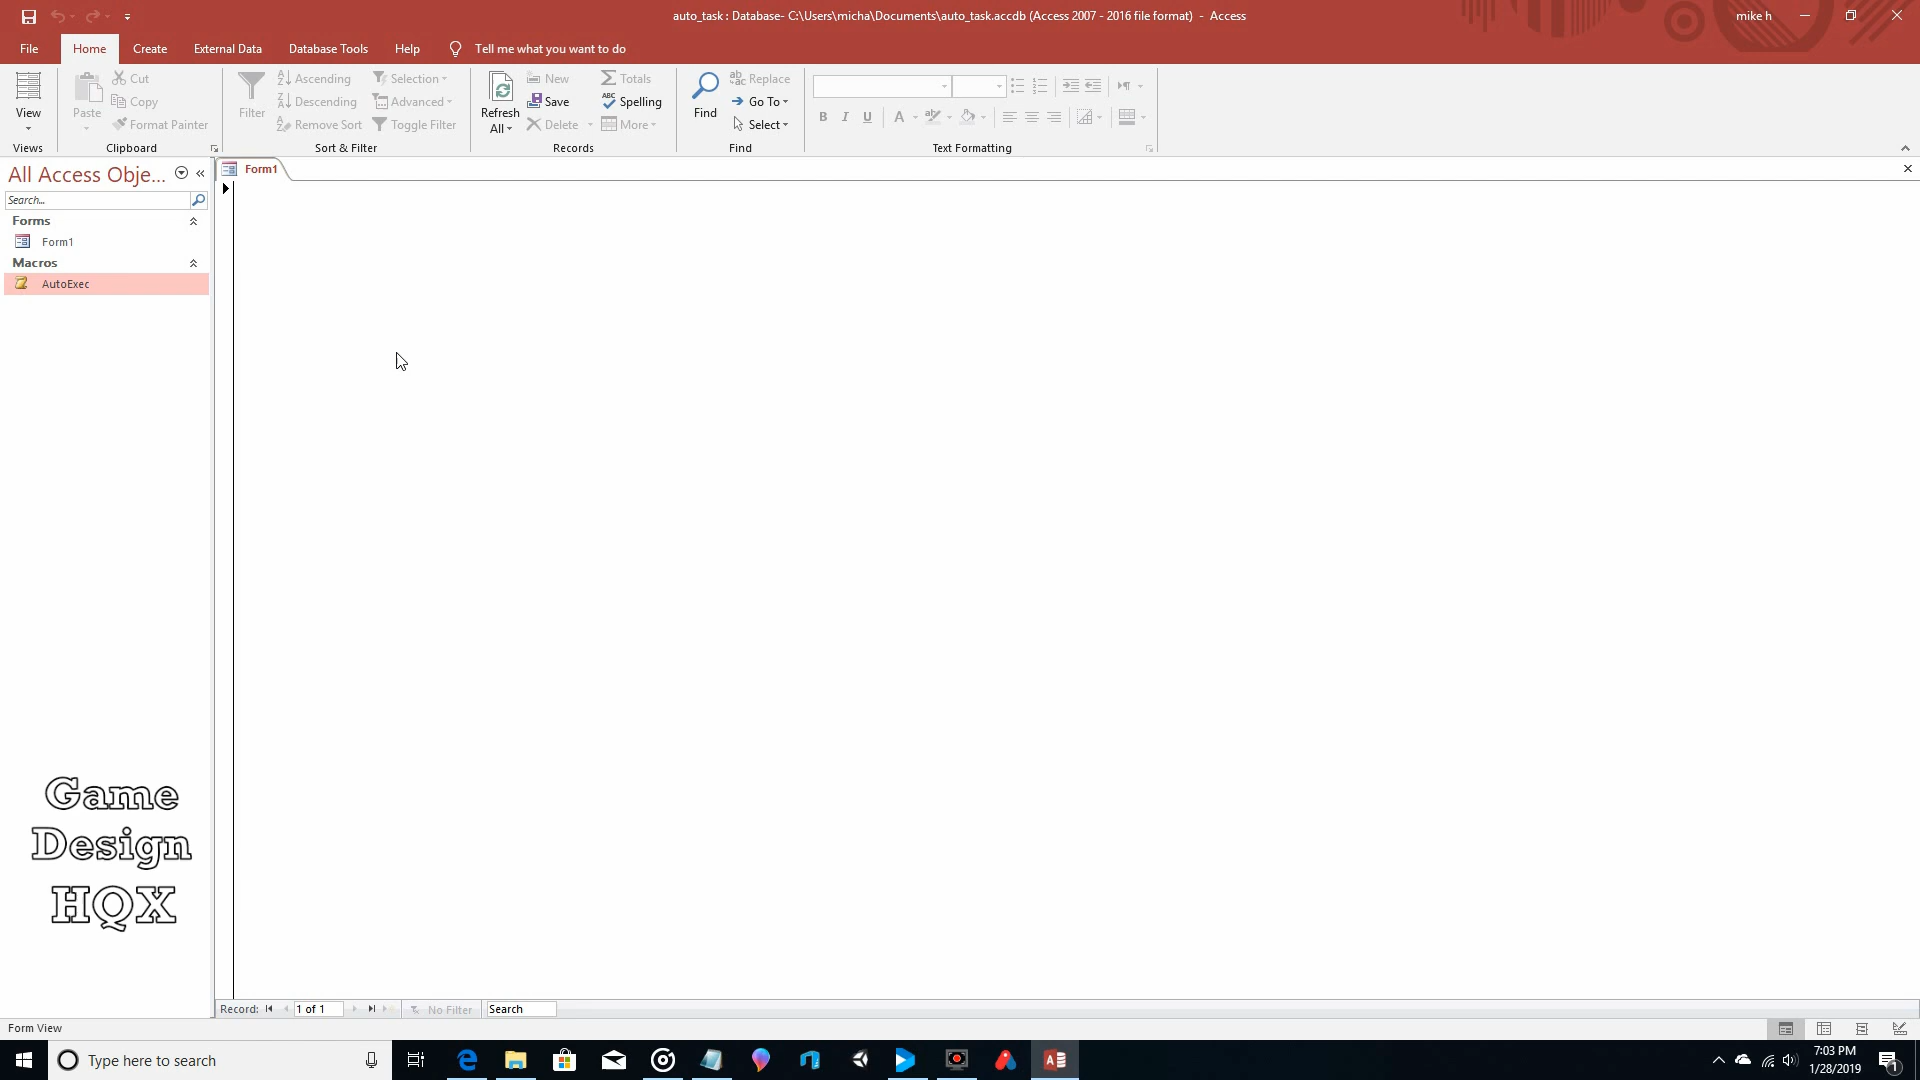 auto_task : Database- C:\Users\micha\Documents\auto_task.accdb (Access 2007 - 2016 file format) - Access
mike h
File
Home
Create
External Data
Database Tools
Help
Tell me what you want to do
View
Views
Paste
Cut
Copy
Format Painter
Clipboard
Filter
Ascending
Descending
Remove Sort
Selection
Advanced
Toggle Filter
Sort & Filter
Refresh
All
New
Save
Delete
Totals
Spelling
More
Records
Find
Replace
Go To
Select
Find
B I U A
Text Formatting
All Access Obje...
Search...
Forms
Form1
Macros
AutoExec
Form1
Game
Design
HQX
Record:
1 of 1
No Filter
Search
Form View
Type here to search
7:03 PM
1/28/2019
1